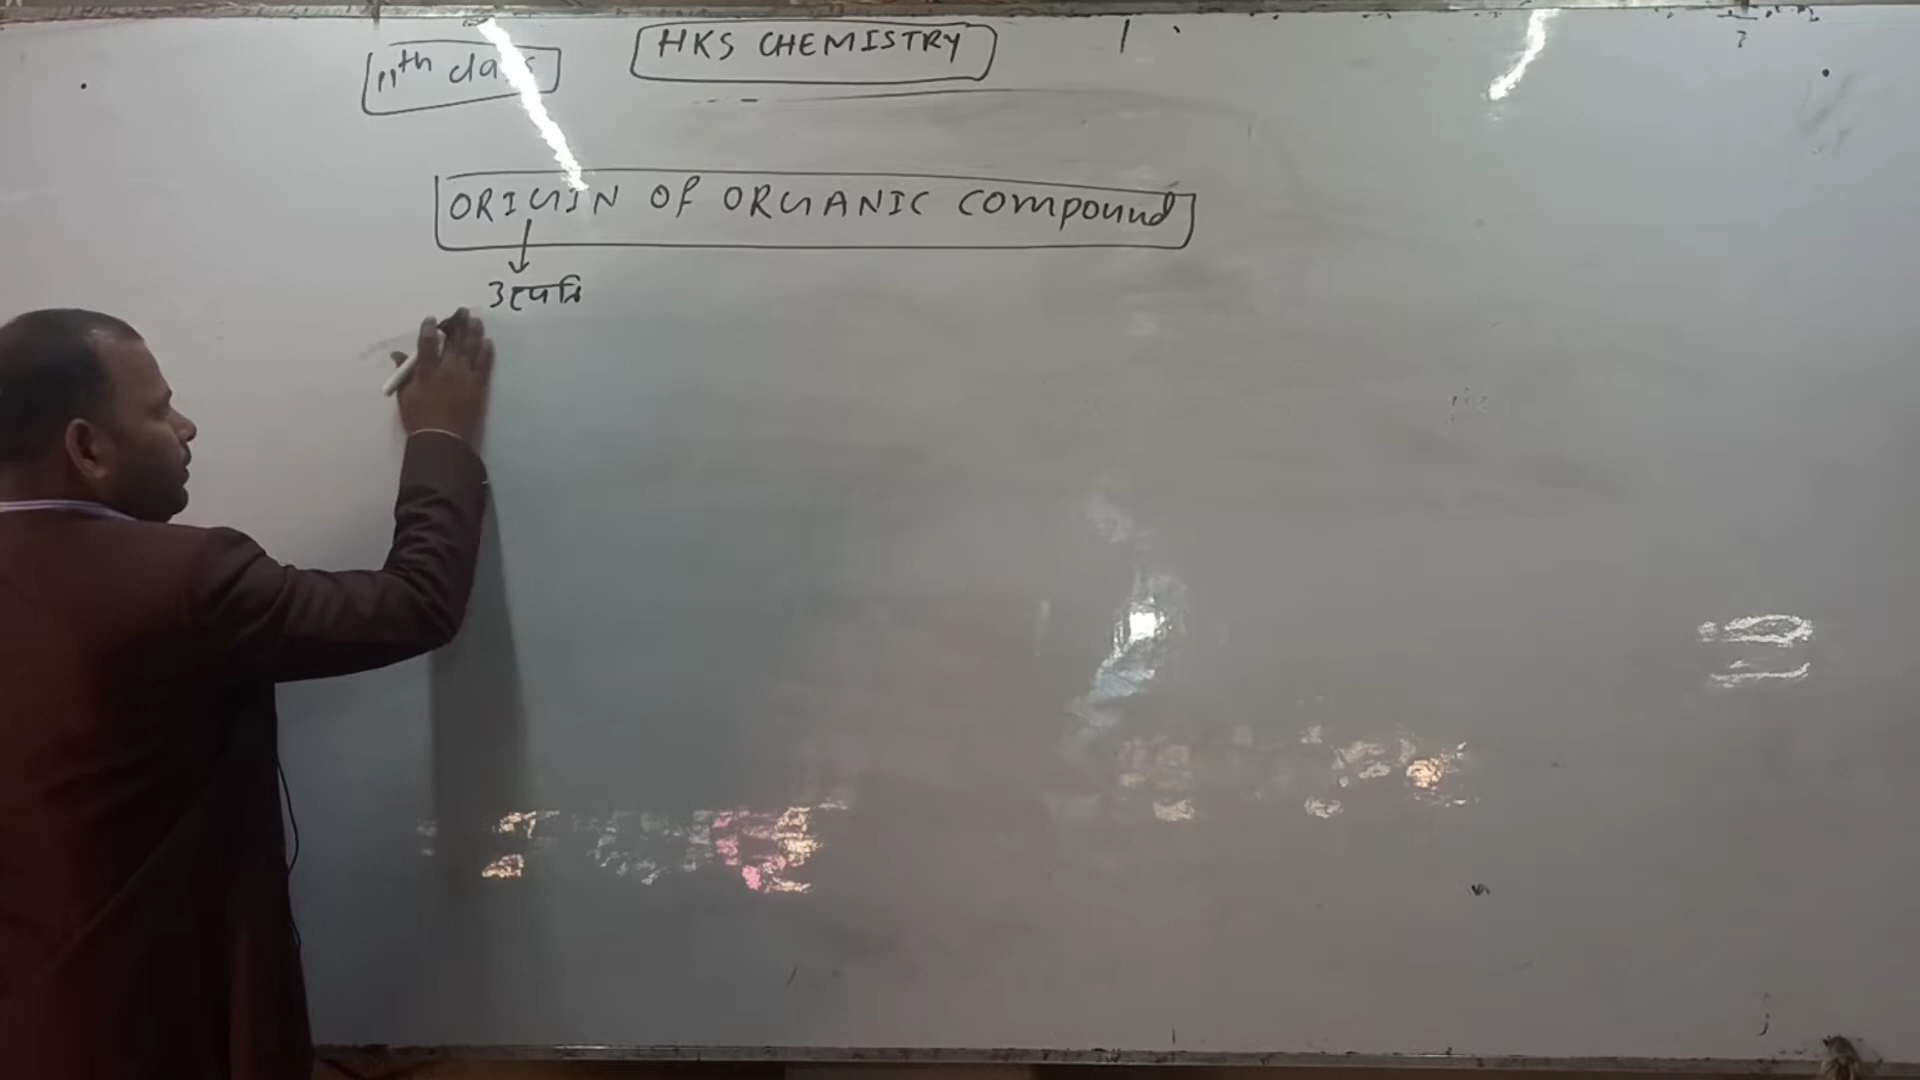 11th class
HKS CHEMISTRY
ORIGIN OF ORGANIC compound
उत्पत्ति